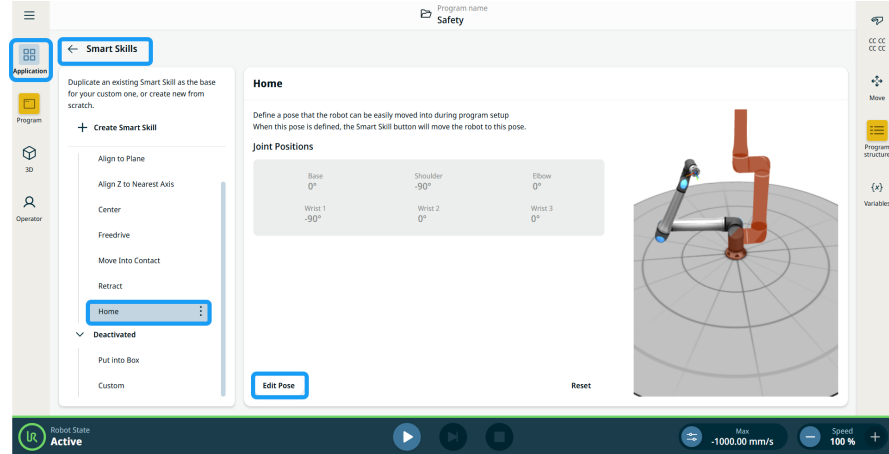 Program name
Safety
Application
Program
3D
Operator
Smart Skills
Duplicate an existing Smart Skill as the base
for your custom one, or create new from
scratch.
Create Smart Skill
Align to Plane
Align Z to Nearest Axis
Center
Freedrive
Move Into Contact
Retract
Home
Deactivated
Put into Box
Custom
Home
Define a pose that the robot can be easily moved into during program setup
When this pose is defined, the Smart Skill button will move the robot to this pose.
Joint Positions
Base Shoulder Elbow
0° -90° 0°
Wrist 1 Wrist 2 Wrist 3
-90° 0° 0°
Edit Pose Reset
CC CC
CC CC
Move
Program
structure
{x}
Variables
UR
Robot State
Active
Max
-1000.00 mm/s
Speed
100 %